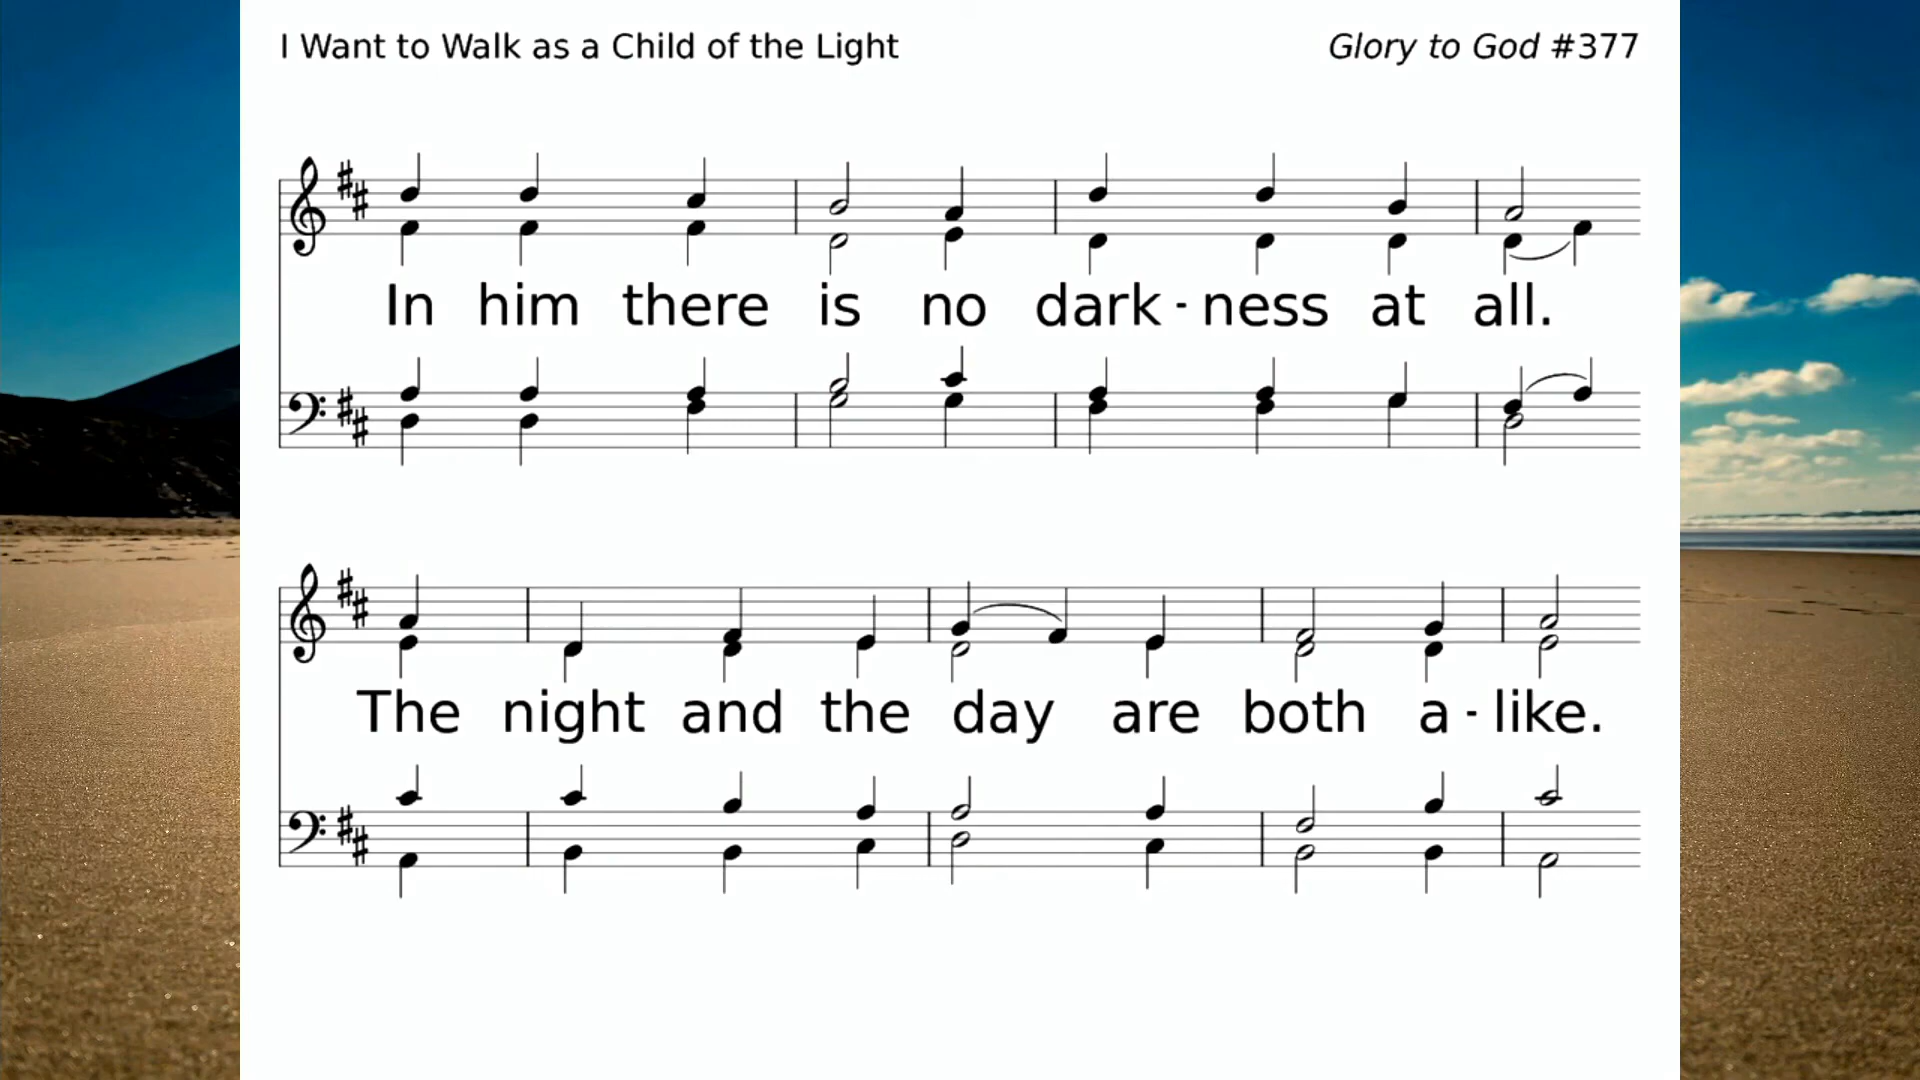 I Want to Walk as a Child of the Light
Glory to God #377
In him there is no dark - ness at all.
The night and the day are both a - like.